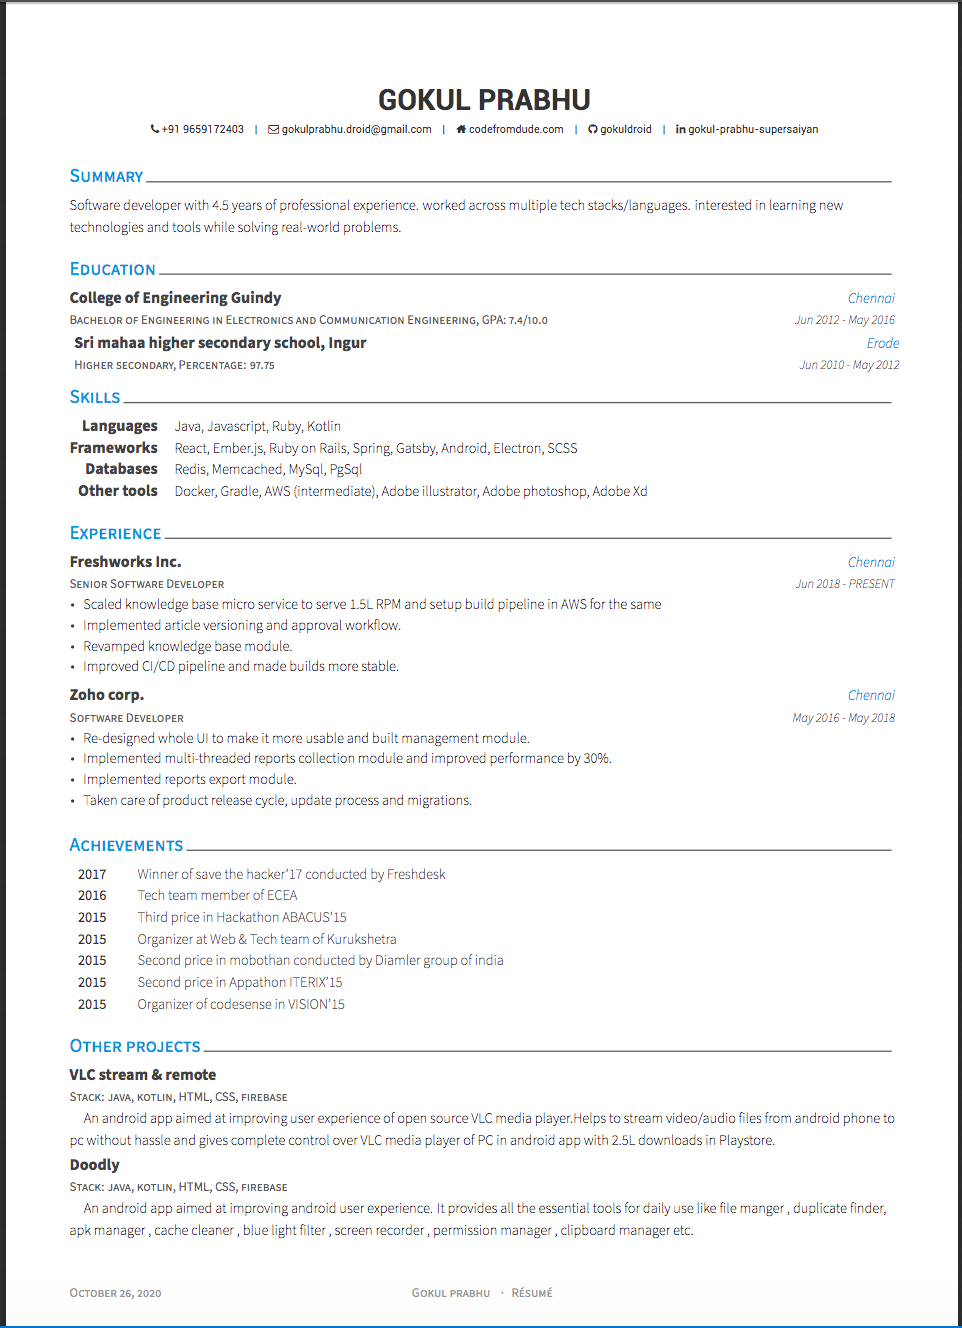 GOKUL PRABHU
+91 9659172403 | gokulprabhu.droid@gmail.com | codefromdude.com | gokuldroid | gokul-prabhu-supersaiyan
SUMMARY
Software developer with 4.5 years of professional experience. worked across multiple tech stacks/languages. interested in learning new
technologies and tools while solving real-world problems.
EDUCATION
College of Engineering Guindy Chennai
BACHELOR OF ENGINEERING IN ELECTRONICS AND COMMUNICATION ENGINEERING, GPA: 7.4/10.0 Jun 2012 - May 2016
Sri mahaa higher secondary school, Ingur Erode
HIGHER SECONDARY, PERCENTAGE: 97.75 Jun 2010 - May 2012
SKILLS
Languages Java, Javascript, Ruby, Kotlin
Frameworks React, Ember.js, Ruby on Rails, Spring, Gatsby, Android, Electron, SCSS
Databases Redis, Memcached, MySql, PgSql
Other tools Docker, Gradle, AWS (intermediate), Adobe illustrator, Adobe photoshop, Adobe Xd
EXPERIENCE
Freshworks Inc. Chennai
SENIOR SOFTWARE DEVELOPER Jun 2018 - PRESENT
• Scaled knowledge base micro service to serve 1.5L RPM and setup build pipeline in AWS for the same
• Implemented article versioning and approval workflow.
• Revamped knowledge base module.
• Improved CI/CD pipeline and made builds more stable.
Zoho corp. Chennai
SOFTWARE DEVELOPER May 2016 - May 2018
• Re-designed whole UI to make it more usable and built management module.
• Implemented multi-threaded reports collection module and improved performance by 30%.
• Implemented reports export module.
• Taken care of product release cycle, update process and migrations.
ACHIEVEMENTS
2017 Winner of save the hacker'17 conducted by Freshdesk
2016 Tech team member of ECEA
2015 Third price in Hackathon ABACUS'15
2015 Organizer at Web & Tech team of Kurukshetra
2015 Second price in mobothan conducted by Diamler group of india
2015 Second price in Appathon ITERIX'15
2015 Organizer of codesense in VISION'15
OTHER PROJECTS
VLC stream & remote
STACK: JAVA, KOTLIN, HTML, CSS, FIREBASE
An android app aimed at improving user experience of open source VLC media player.Helps to stream video/audio files from android phone to
pc without hassle and gives complete control over VLC media player of PC in android app with 2.5L downloads in Playstore.
Doodly
STACK: JAVA, KOTLIN, HTML, CSS, FIREBASE
An android app aimed at improving android user experience. It provides all the essential tools for daily use like file manger , duplicate finder,
apk manager , cache cleaner , blue light filter , screen recorder , permission manager , clipboard manager etc.
OCTOBER 26, 2020 GOKUL PRABHU · RÉSUMÉ